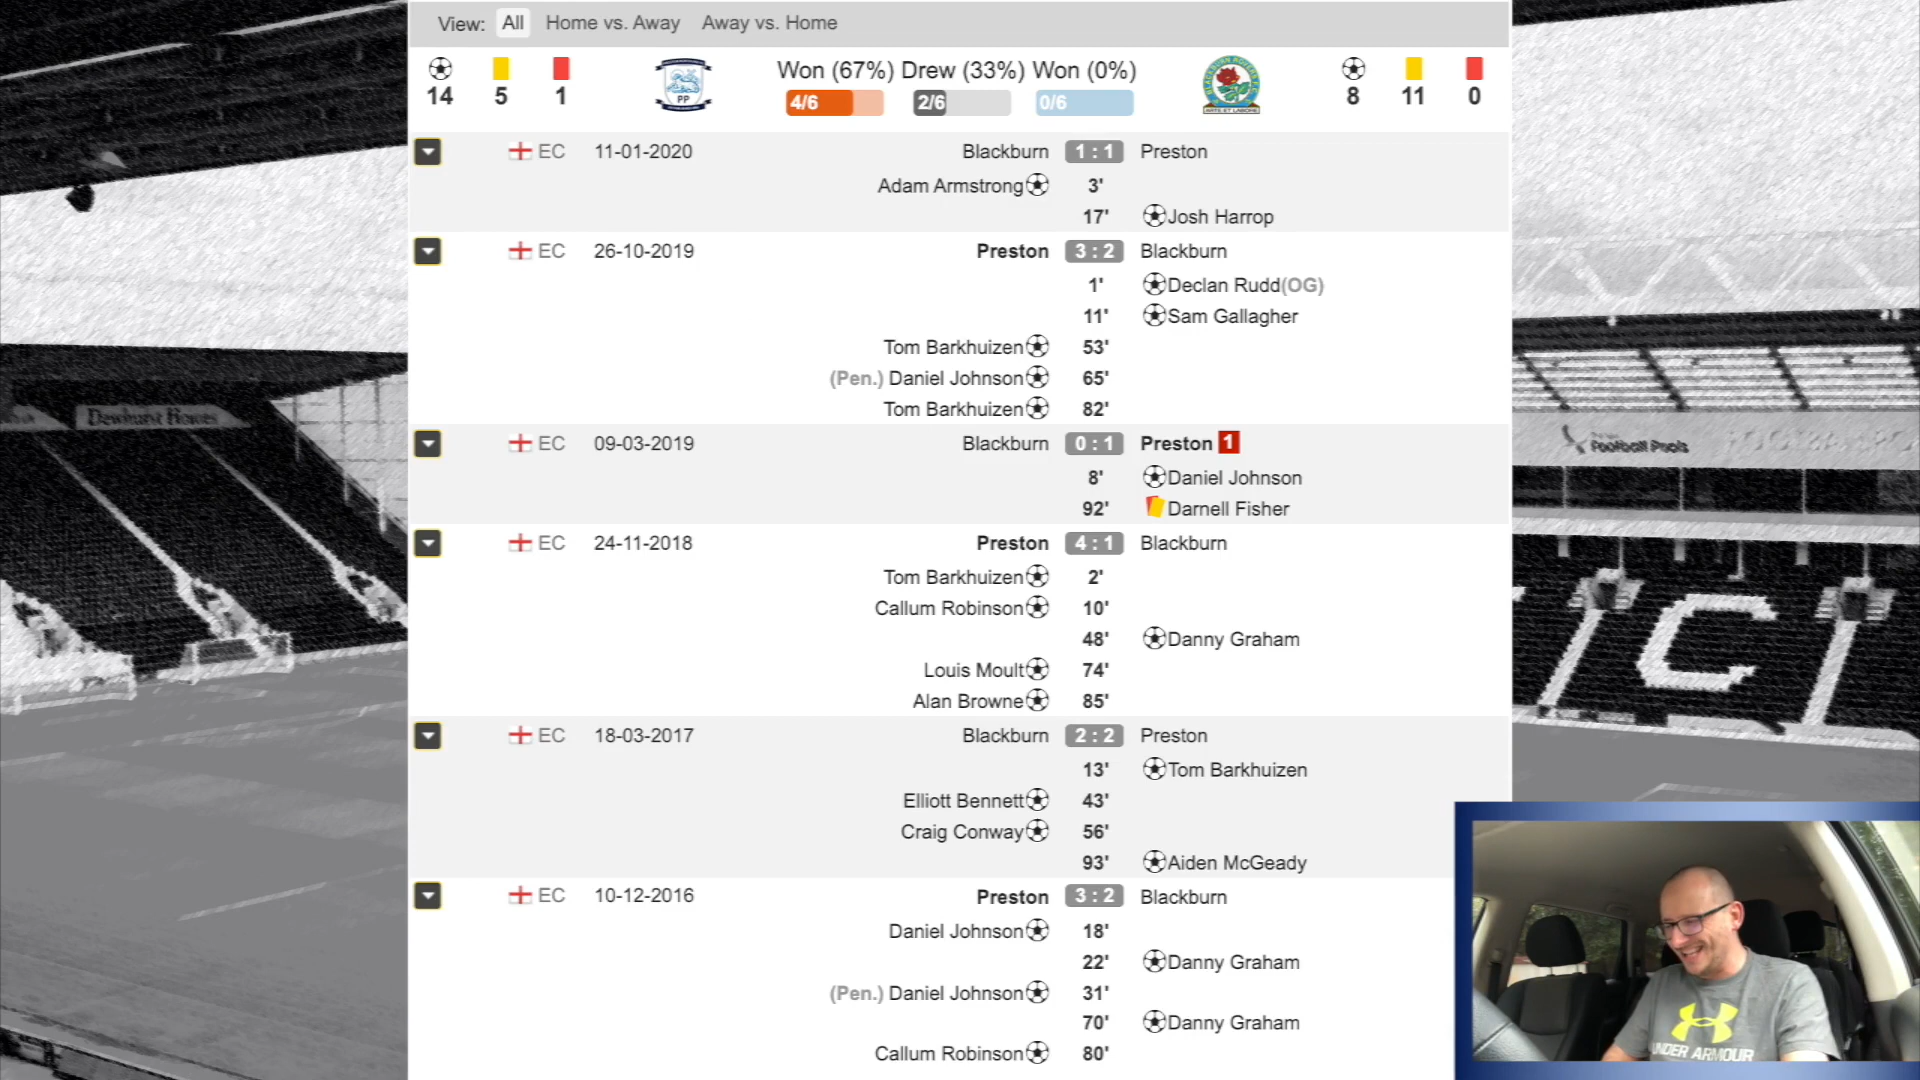 View: All Home vs. Away Away vs. Home
Won (67%) Drew (33%) Won (0%)
14 5 1 PP 4/6 2/6 0/6 8 11 0
EC 11-01-2020 Blackburn 1 : 1 Preston
Adam Armstrong 3'
17' Josh Harrop
EC 26-10-2019 Preston 3 : 2 Blackburn
1' Declan Rudd(OG)
11' Sam Gallagher
Tom Barkhuizen 53'
(Pen.) Daniel Johnson 65'
Tom Barkhuizen 82'
Dewhurst Homes
EC 09-03-2019 Blackburn 0 : 1 Preston 1
Football Pools
8' Daniel Johnson
92' Darnell Fisher
EC 24-11-2018 Preston 4 : 1 Blackburn
Tom Barkhuizen 2'
Callum Robinson 10'
48' Danny Graham
C
Louis Moult 74'
Alan Browne 85'
EC 18-03-2017 Blackburn 2 : 2 Preston
13' Tom Barkhuizen
Elliott Bennett 43'
Craig Conway 56'
93' Aiden McGeady
EC 10-12-2016 Preston 3 : 2 Blackburn
Daniel Johnson 18'
22' Danny Graham
(Pen.) Daniel Johnson 31'
70' Danny Graham
Callum Robinson 80'
UNDER ARMOUR